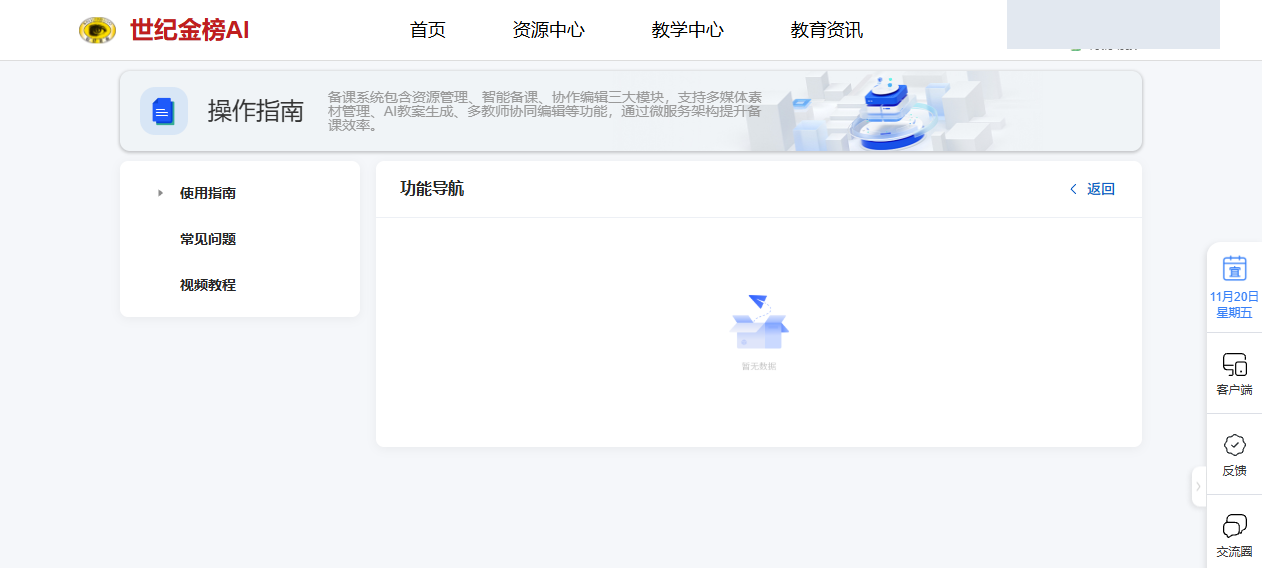 世纪金榜AI
首页
资源中心
教学中心
教育资讯
操作指南
备课系统包含资源管理、智能备课、协作编辑三大模块，支持多媒体素
材管理、AI教案生成、多教师协同编辑等功能，通过微服务架构提升备
课效率。
使用指南
常见问题
视频教程
功能导航
返回
暂无数据
宜
11月20日
星期五
客户端
反馈
交流圈